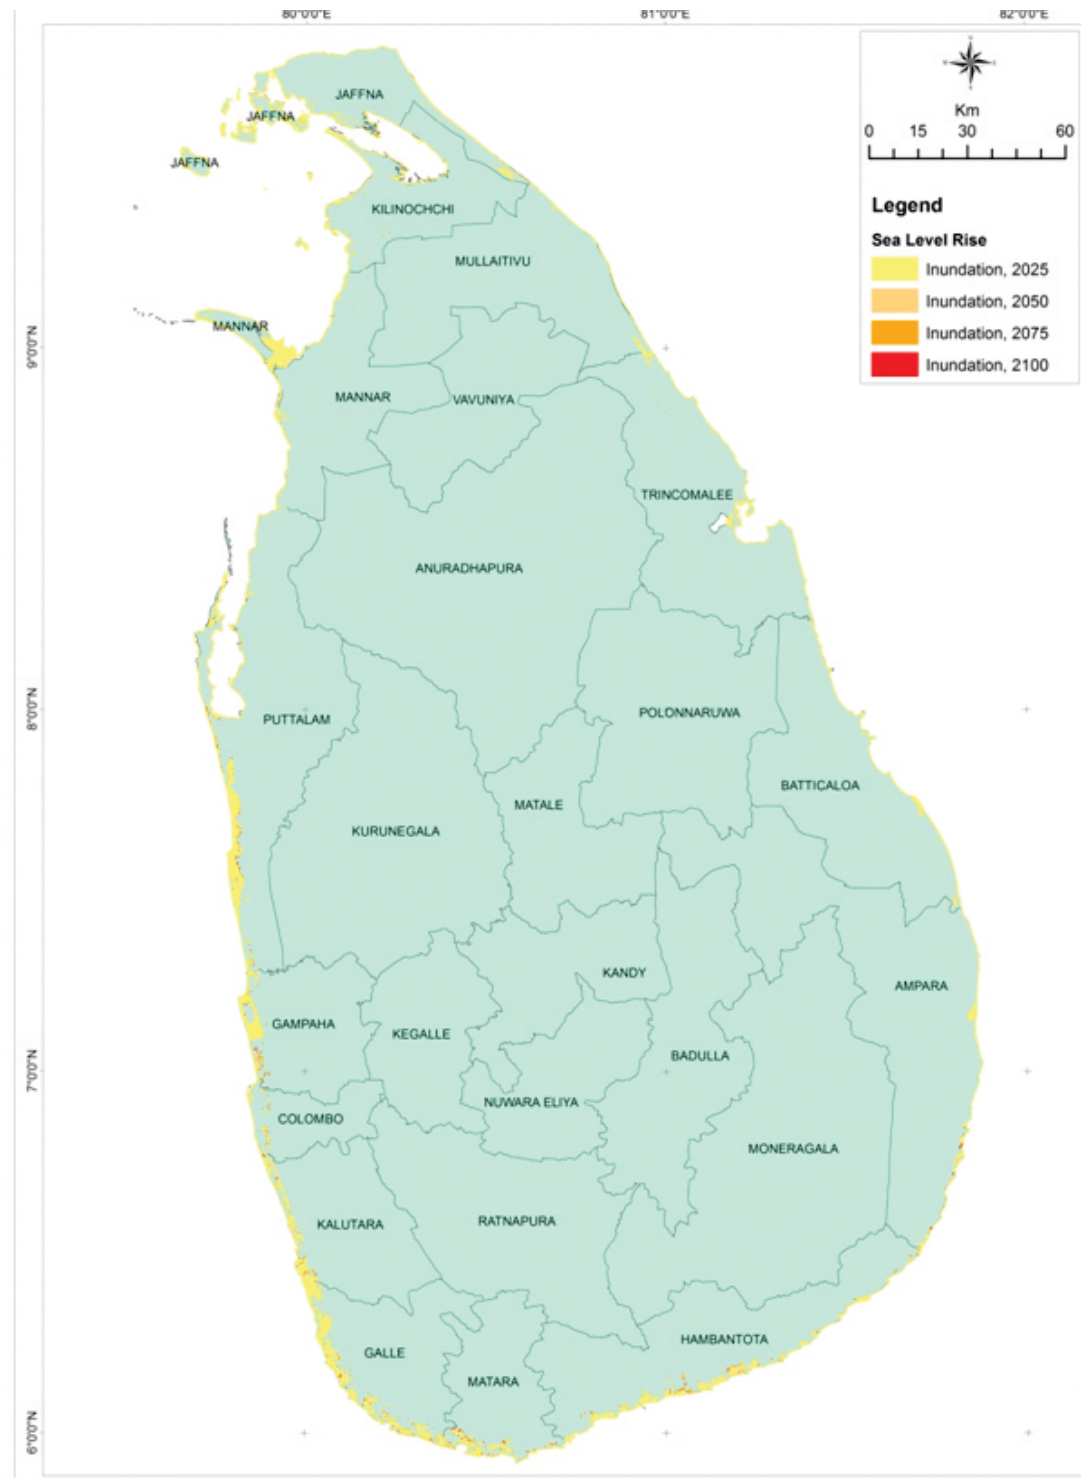 80°0'0"E 81°0'0"E 82°0'0"E
Km
0 15 30 60
Legend
Sea Level Rise
Inundation, 2025
Inundation, 2050
Inundation, 2075
Inundation, 2100
JAFFNA
JAFFNA
JAFFNA
KILINOCHCHI
MULLAITIVU
MANNAR
9°0'0"N
MANNAR
VAVUNIYA
TRINCOMALEE
ANURADHAPURA
8°0'0"N
PUTTALAM
POLONNARUWA
BATTICALOA
MATALE
KURUNEGALA
KANDY
AMPARA
GAMPAHA
KEGALLE
BADULLA
7°0'0"N
NUWARA ELIYA
COLOMBO
MONERAGALA
KALUTARA
RATNAPURA
HAMBANTOTA
GALLE
MATARA
6°0'0"N